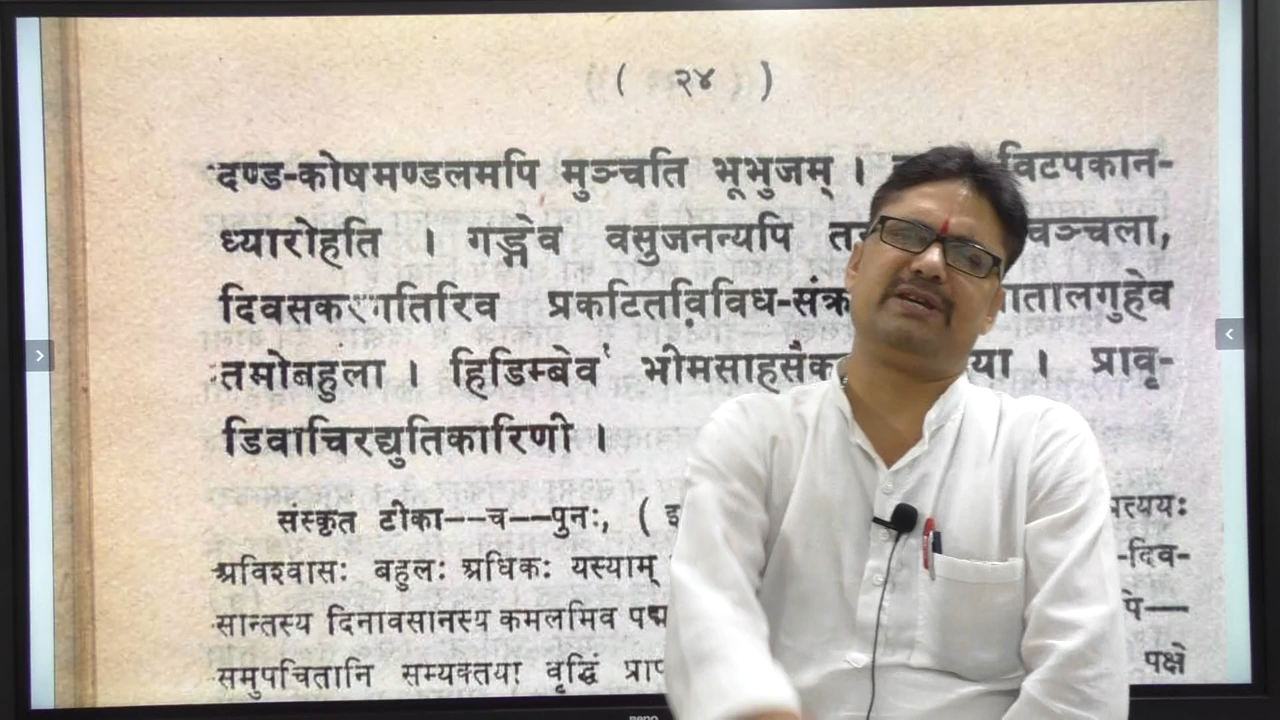 ( २४ )
दण्ड-कोषमण्डलमपि मुञ्चति भूभुजम् । विटपकान-
ध्यारोहति । गङ्गेव वसुजनन्यपि चञ्चला,
दिवसकरगतिरिव प्रकटितविविध-संक्र पातालगुहेव
तमोबहुला । हिडिम्बेव भीमसाहसैक या । प्रावृ-
डिवाचिरद्युतिकारिणी ।
संस्कृत टीका--च--पुनः, ( प्रत्ययः
अविश्वासः बहुलः अधिकः यस्याम् -दिव-
सान्तस्य दिनावसानस्य कमलमिव पद्म पि—
समुपचितानि सम्यक्तया वृद्धिं पक्षे